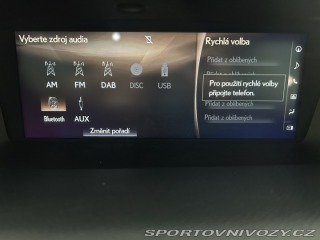 Vyberte zdroj audia
AM FM DAB DISC USB
Bluetooth AUX
Změnit pořadí
Rychlá volba
Přidat z oblíbených
Pro použití rychlé volby
připojte telefon.
Přidat z oblíbených
Přidat z oblíbených
SPORTOVNIVOZY.CZ